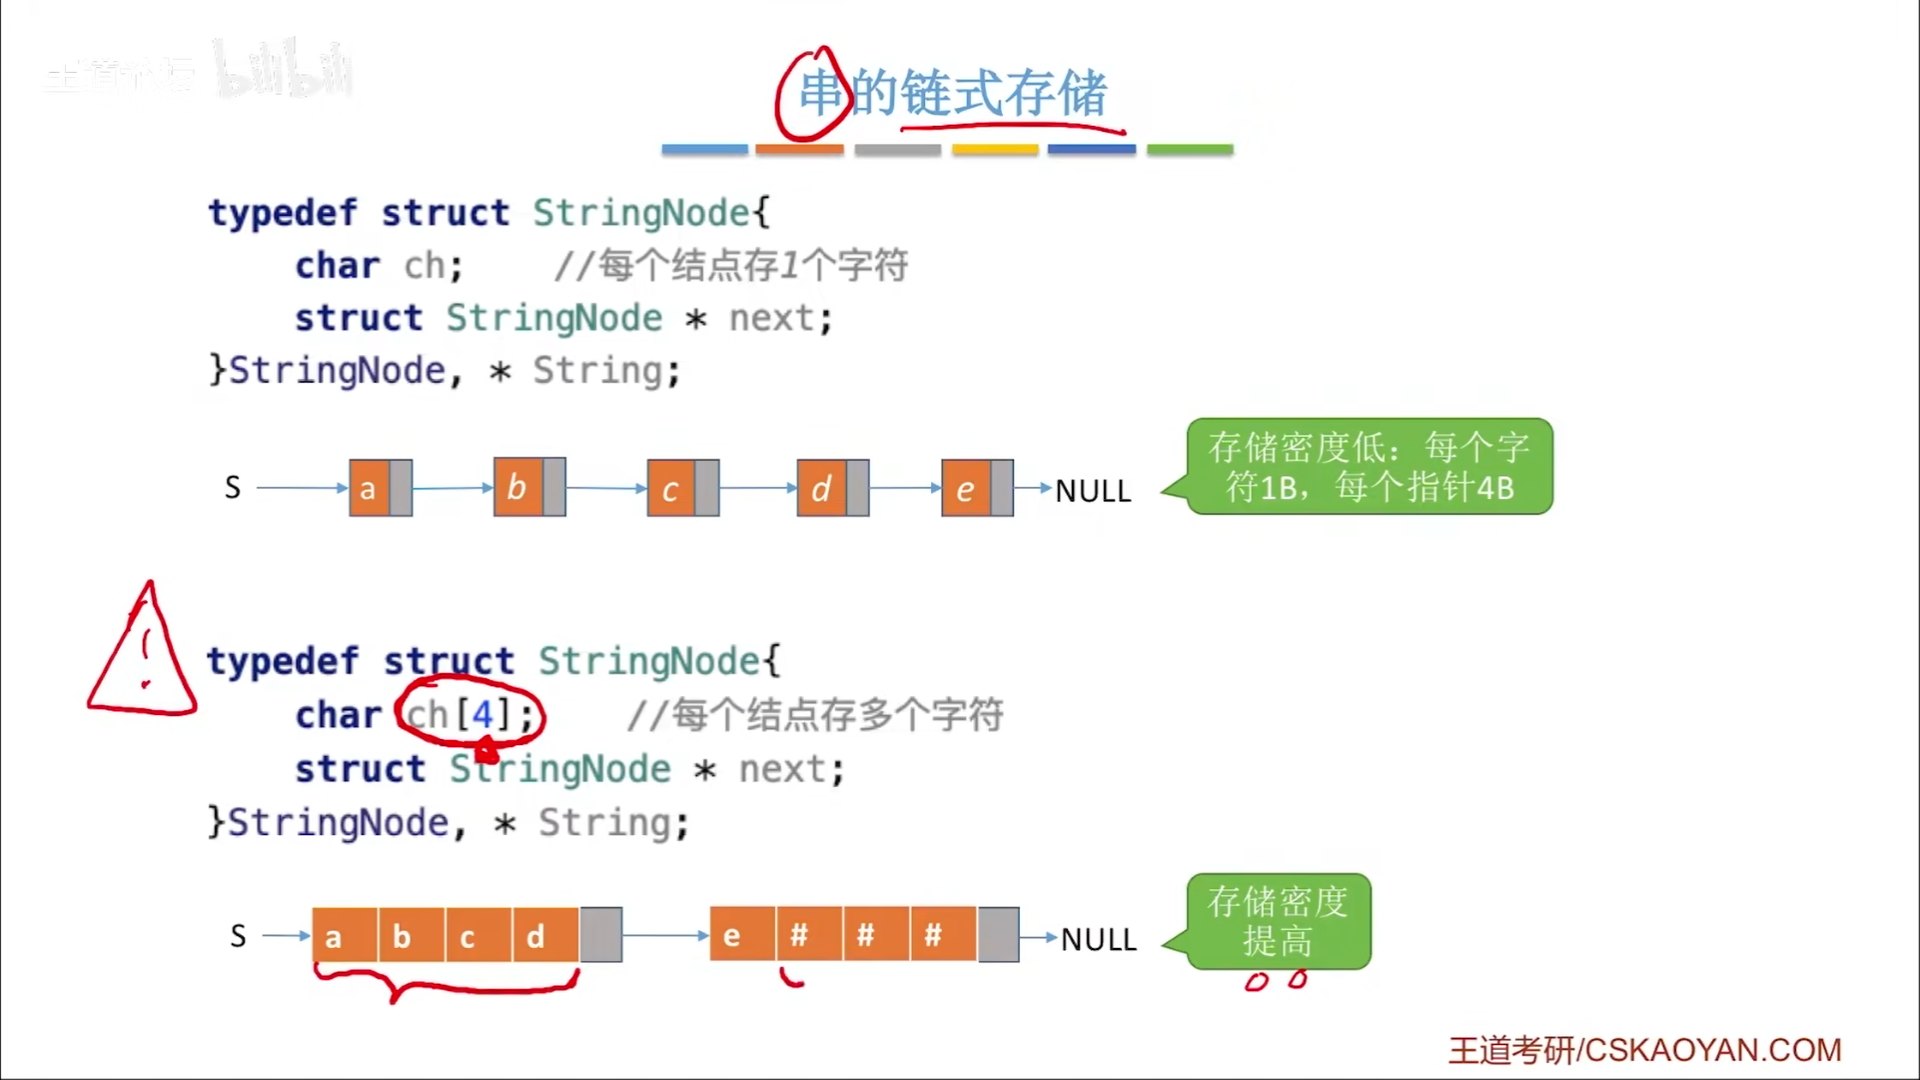 王道论坛 bilibili
串的链式存储
typedef struct StringNode{
char ch; //每个结点存1个字符
struct StringNode * next;
}StringNode, * String;
S a b c d e NULL
存储密度低：每个字
符1B，每个指针4B
typedef struct StringNode{
char ch[4]; //每个结点存多个字符
struct StringNode * next;
}StringNode, * String;
S a b c d e # # # NULL
存储密度
提高
王道考研/CSKAOYAN.COM